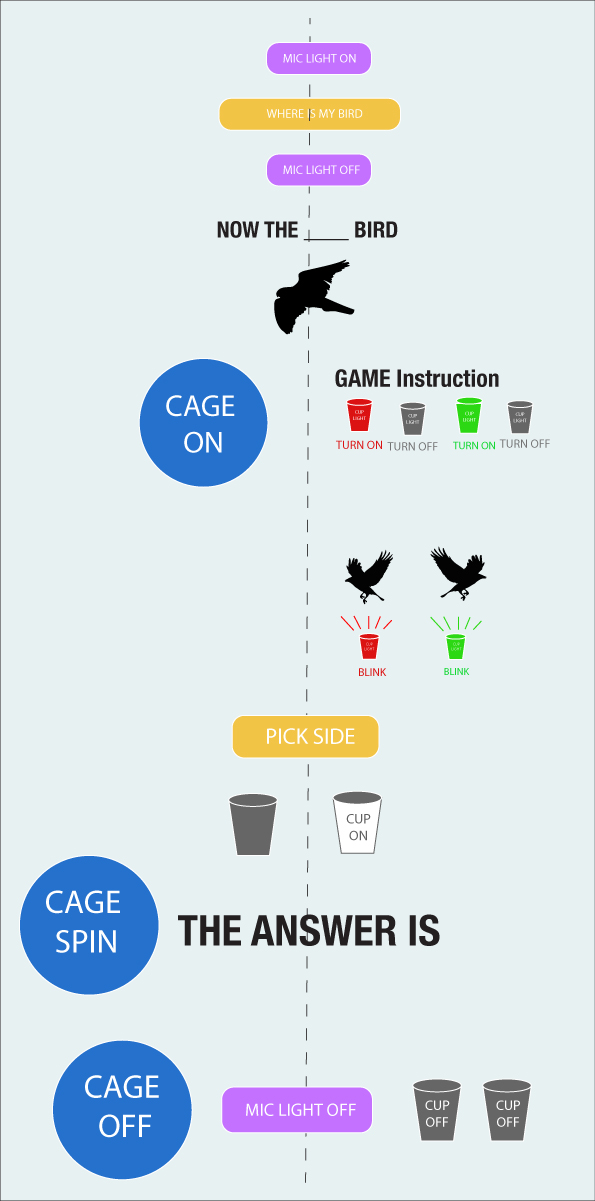 MIC LIGHT ON
WHERE IS MY BIRD
MIC LIGHT OFF
NOW THE ____ BIRD
CAGE
ON
GAME Instruction
CUP
LIGHT
CUP
LIGHT
CUP
LIGHT
CUP
LIGHT
TURN ON
TURN OFF
TURN ON
TURN OFF
CUP
LIGHT
CUP
LIGHT
BLINK
BLINK
PICK SIDE
CUP
ON
CAGE
SPIN
THE ANSWER IS
CAGE
OFF
MIC LIGHT OFF
CUP
OFF
CUP
OFF